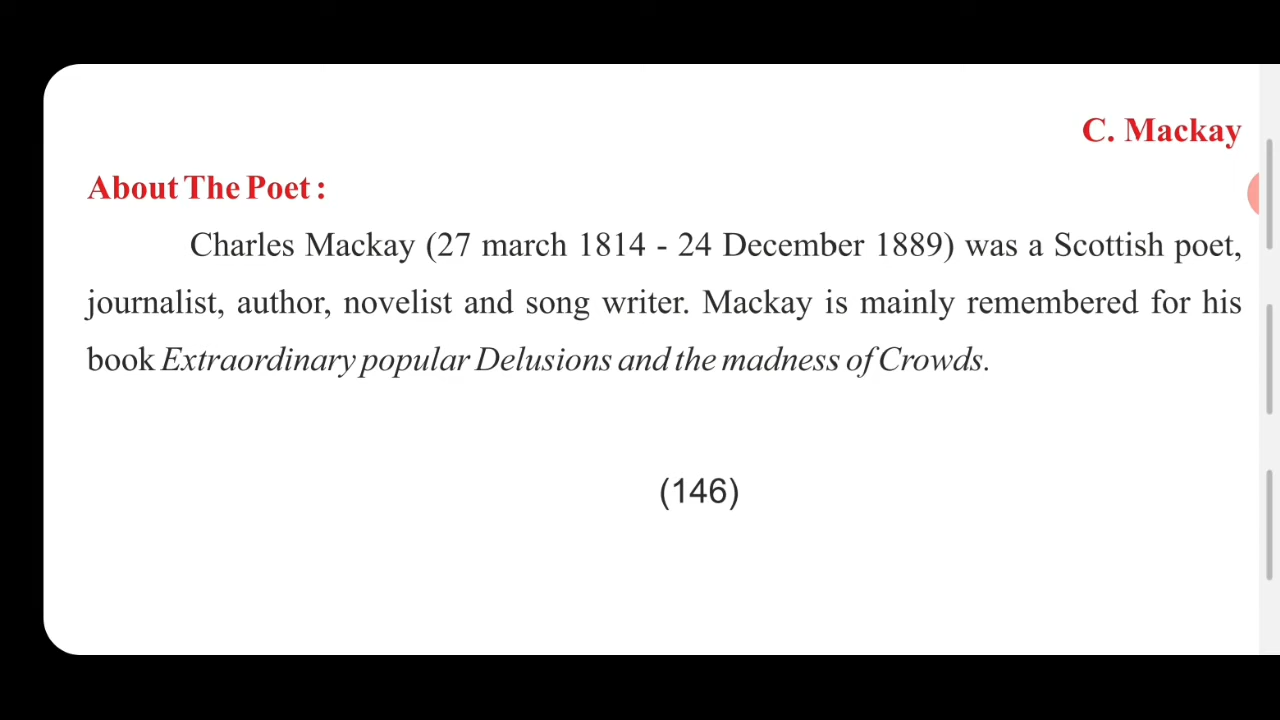 C. Mackay
About The Poet :
Charles Mackay (27 march 1814 - 24 December 1889) was a Scottish poet,
journalist, author, novelist and song writer. Mackay is mainly remembered for his
book Extraordinary popular Delusions and the madness of Crowds.
(146)